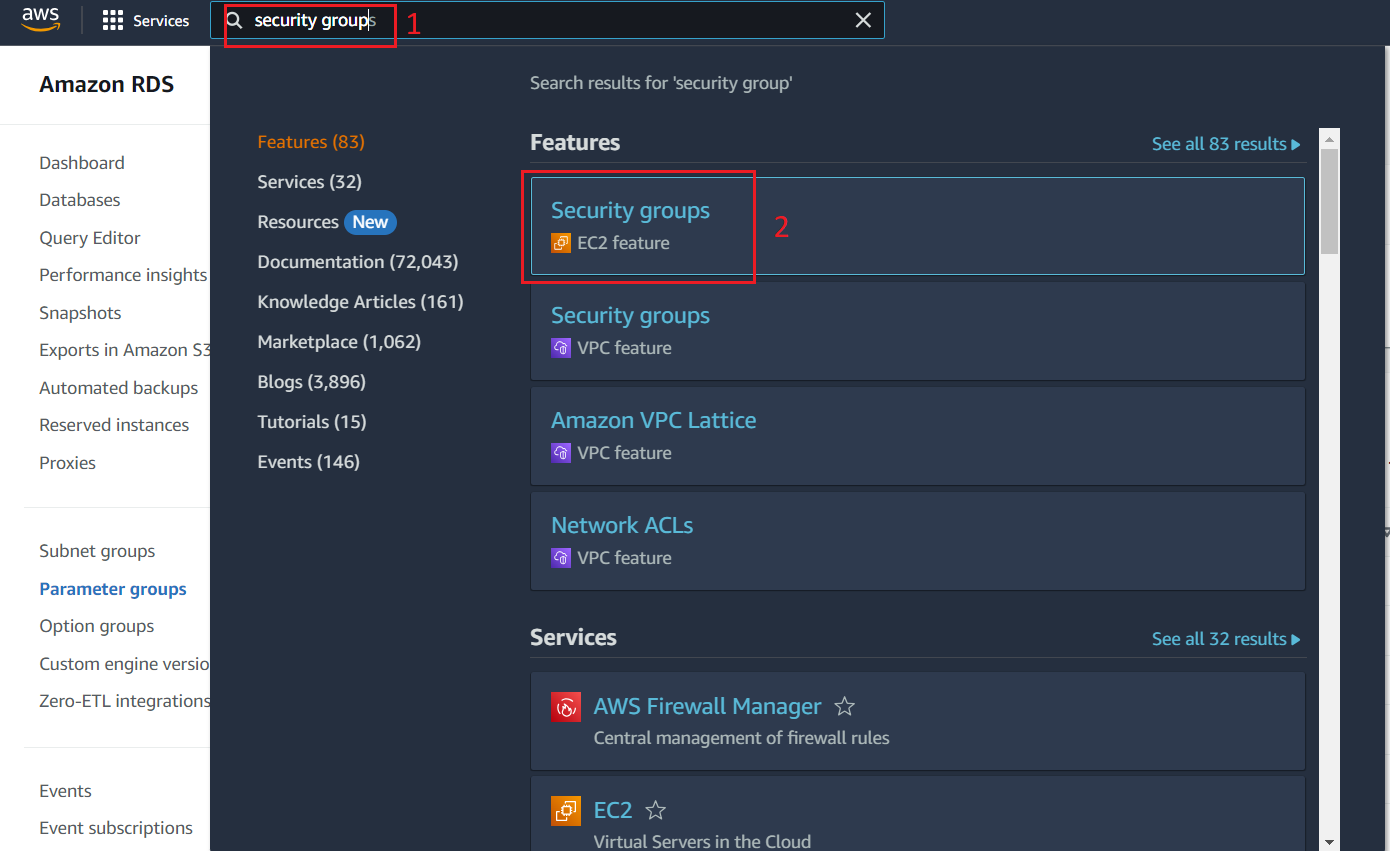 aws
Services
security groups
1
Amazon RDS
Dashboard
Databases
Query Editor
Performance insights
Snapshots
Exports in Amazon S3
Automated backups
Reserved instances
Proxies
Subnet groups
Parameter groups
Option groups
Custom engine versio
Zero-ETL integrations
Events
Event subscriptions
Search results for 'security group'
Features (83)
Services (32)
Resources New
Documentation (72,043)
Knowledge Articles (161)
Marketplace (1,062)
Blogs (3,896)
Tutorials (15)
Events (146)
Features
See all 83 results
Security groups
EC2 feature
2
Security groups
VPC feature
Amazon VPC Lattice
VPC feature
Network ACLs
VPC feature
Services
See all 32 results
AWS Firewall Manager
Central management of firewall rules
EC2
Virtual Servers in the Cloud